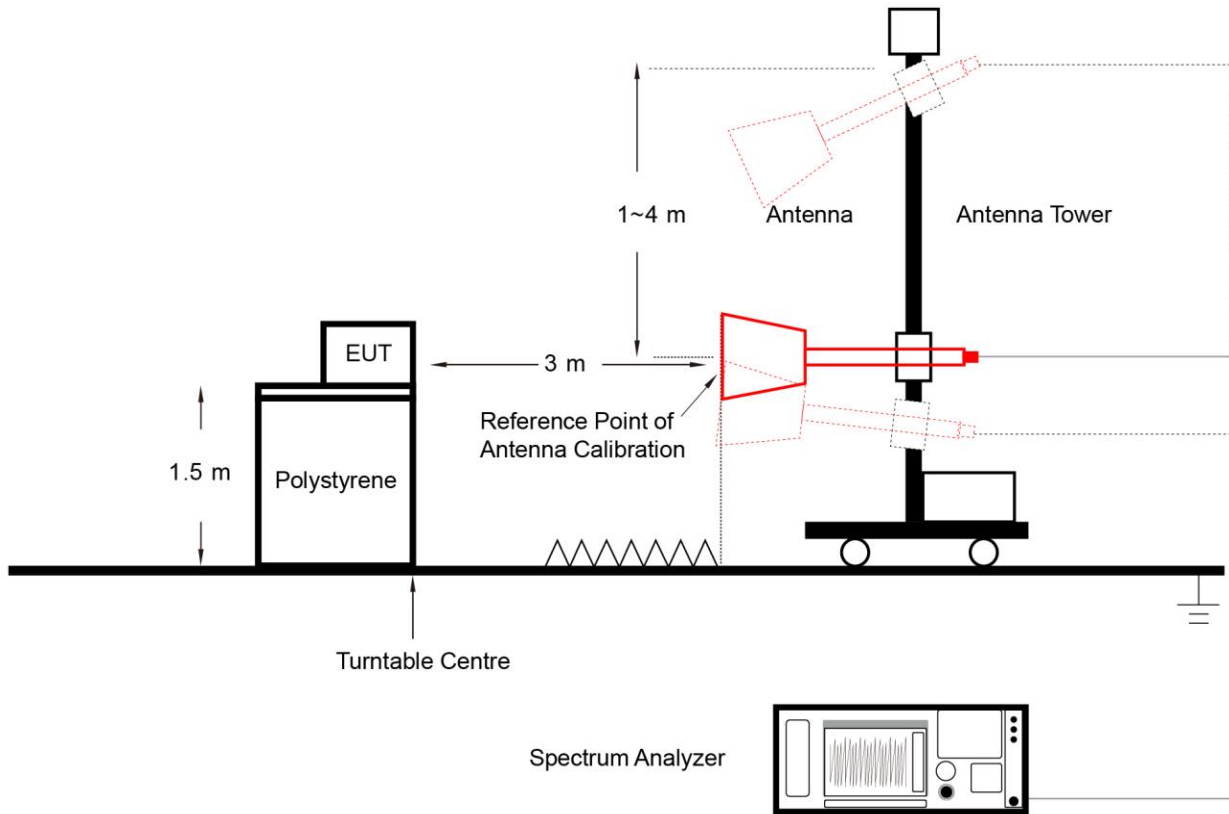 1~4 m
Antenna
Antenna Tower
EUT
3 m
Reference Point of
Antenna Calibration
1.5 m
Polystyrene
Turntable Centre
Spectrum Analyzer